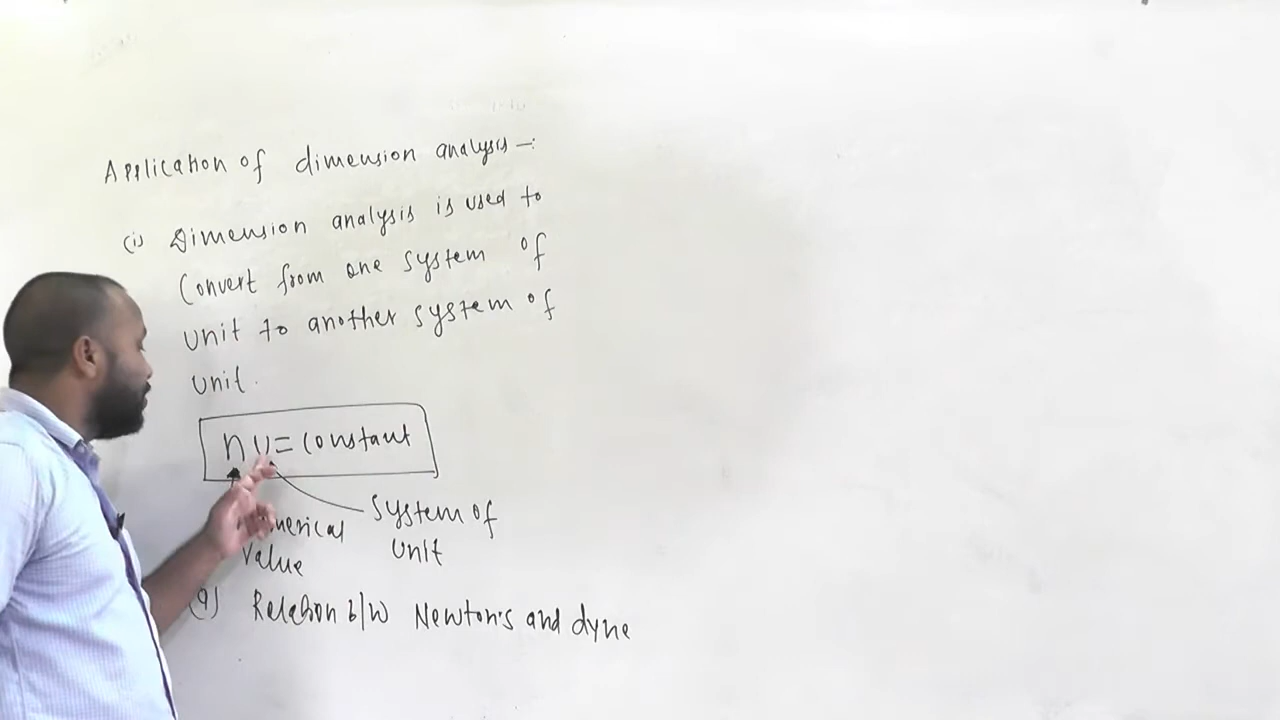 Application of dimension analysis –:
(i) Dimension analysis is used to
Convert from one system of
unit to another system of
unit.
nu = constant
System of
unit
value
(a) Relation b/w Newton's and dyne